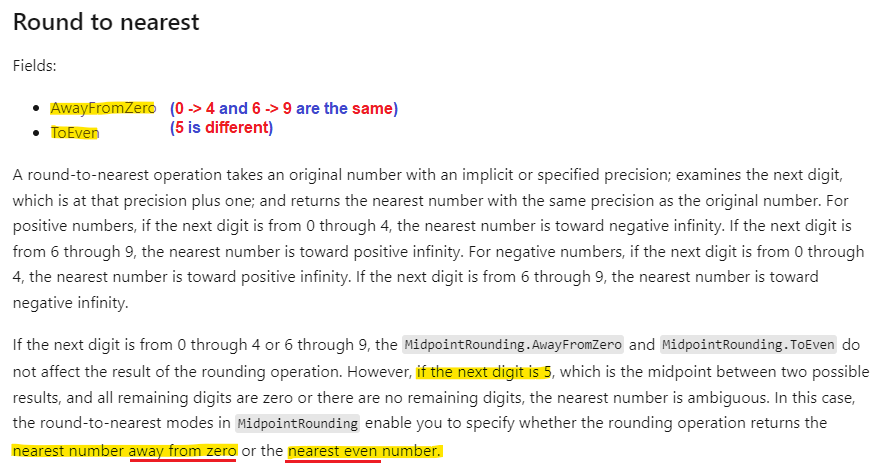 Round to nearest
Fields:
• AwayFromZero (0 -> 4 and 6 -> 9 are the same)
• ToEven (5 is different)
A round-to-nearest operation takes an original number with an implicit or specified precision; examines the next digit,
which is at that precision plus one; and returns the nearest number with the same precision as the original number. For
positive numbers, if the next digit is from 0 through 4, the nearest number is toward negative infinity. If the next digit is
from 6 through 9, the nearest number is toward positive infinity. For negative numbers, if the next digit is from 0 through
4, the nearest number is toward positive infinity. If the next digit is from 6 through 9, the nearest number is toward
negative infinity.
If the next digit is from 0 through 4 or 6 through 9, the MidpointRounding.AwayFromZero and MidpointRounding.ToEven do
not affect the result of the rounding operation. However, if the next digit is 5, which is the midpoint between two possible
results, and all remaining digits are zero or there are no remaining digits, the nearest number is ambiguous. In this case,
the round-to-nearest modes in MidpointRounding enable you to specify whether the rounding operation returns the
nearest number away from zero or the nearest even number.